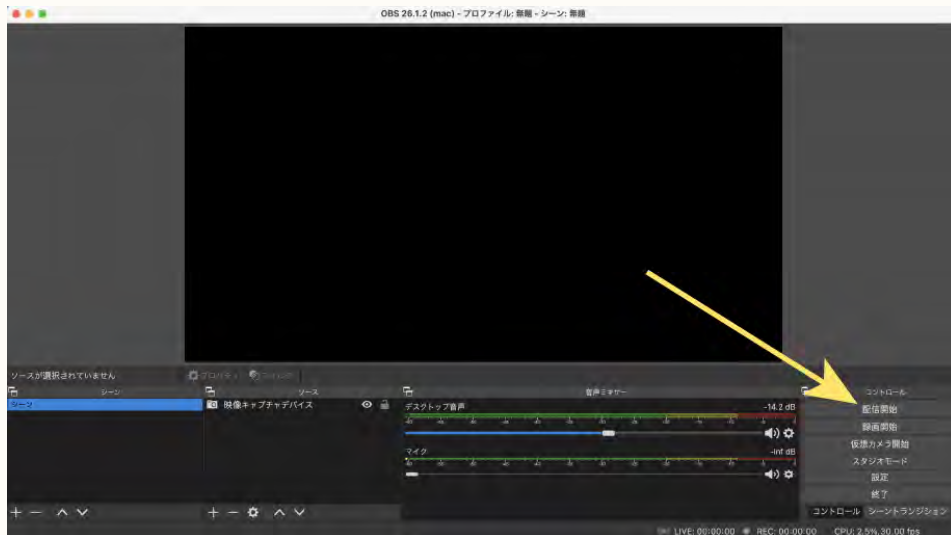 OBS 26.1.2 (mac) - プロファイル: 無題 - シーン: 無題
ソースが選択されていません
プロパティ
シーン
ソース
音声ミキサー
コントロール
シーン
映像キャプチャデバイス
デスクトップ音声
-14.2 dB
マイク
-inf dB
配信開始
録画開始
仮想カメラ開始
スタジオモード
設定
終了
コントロール シーントランジション
LIVE: 00:00:00 REC: 00:00:00 CPU: 2.5%,30.00 fps